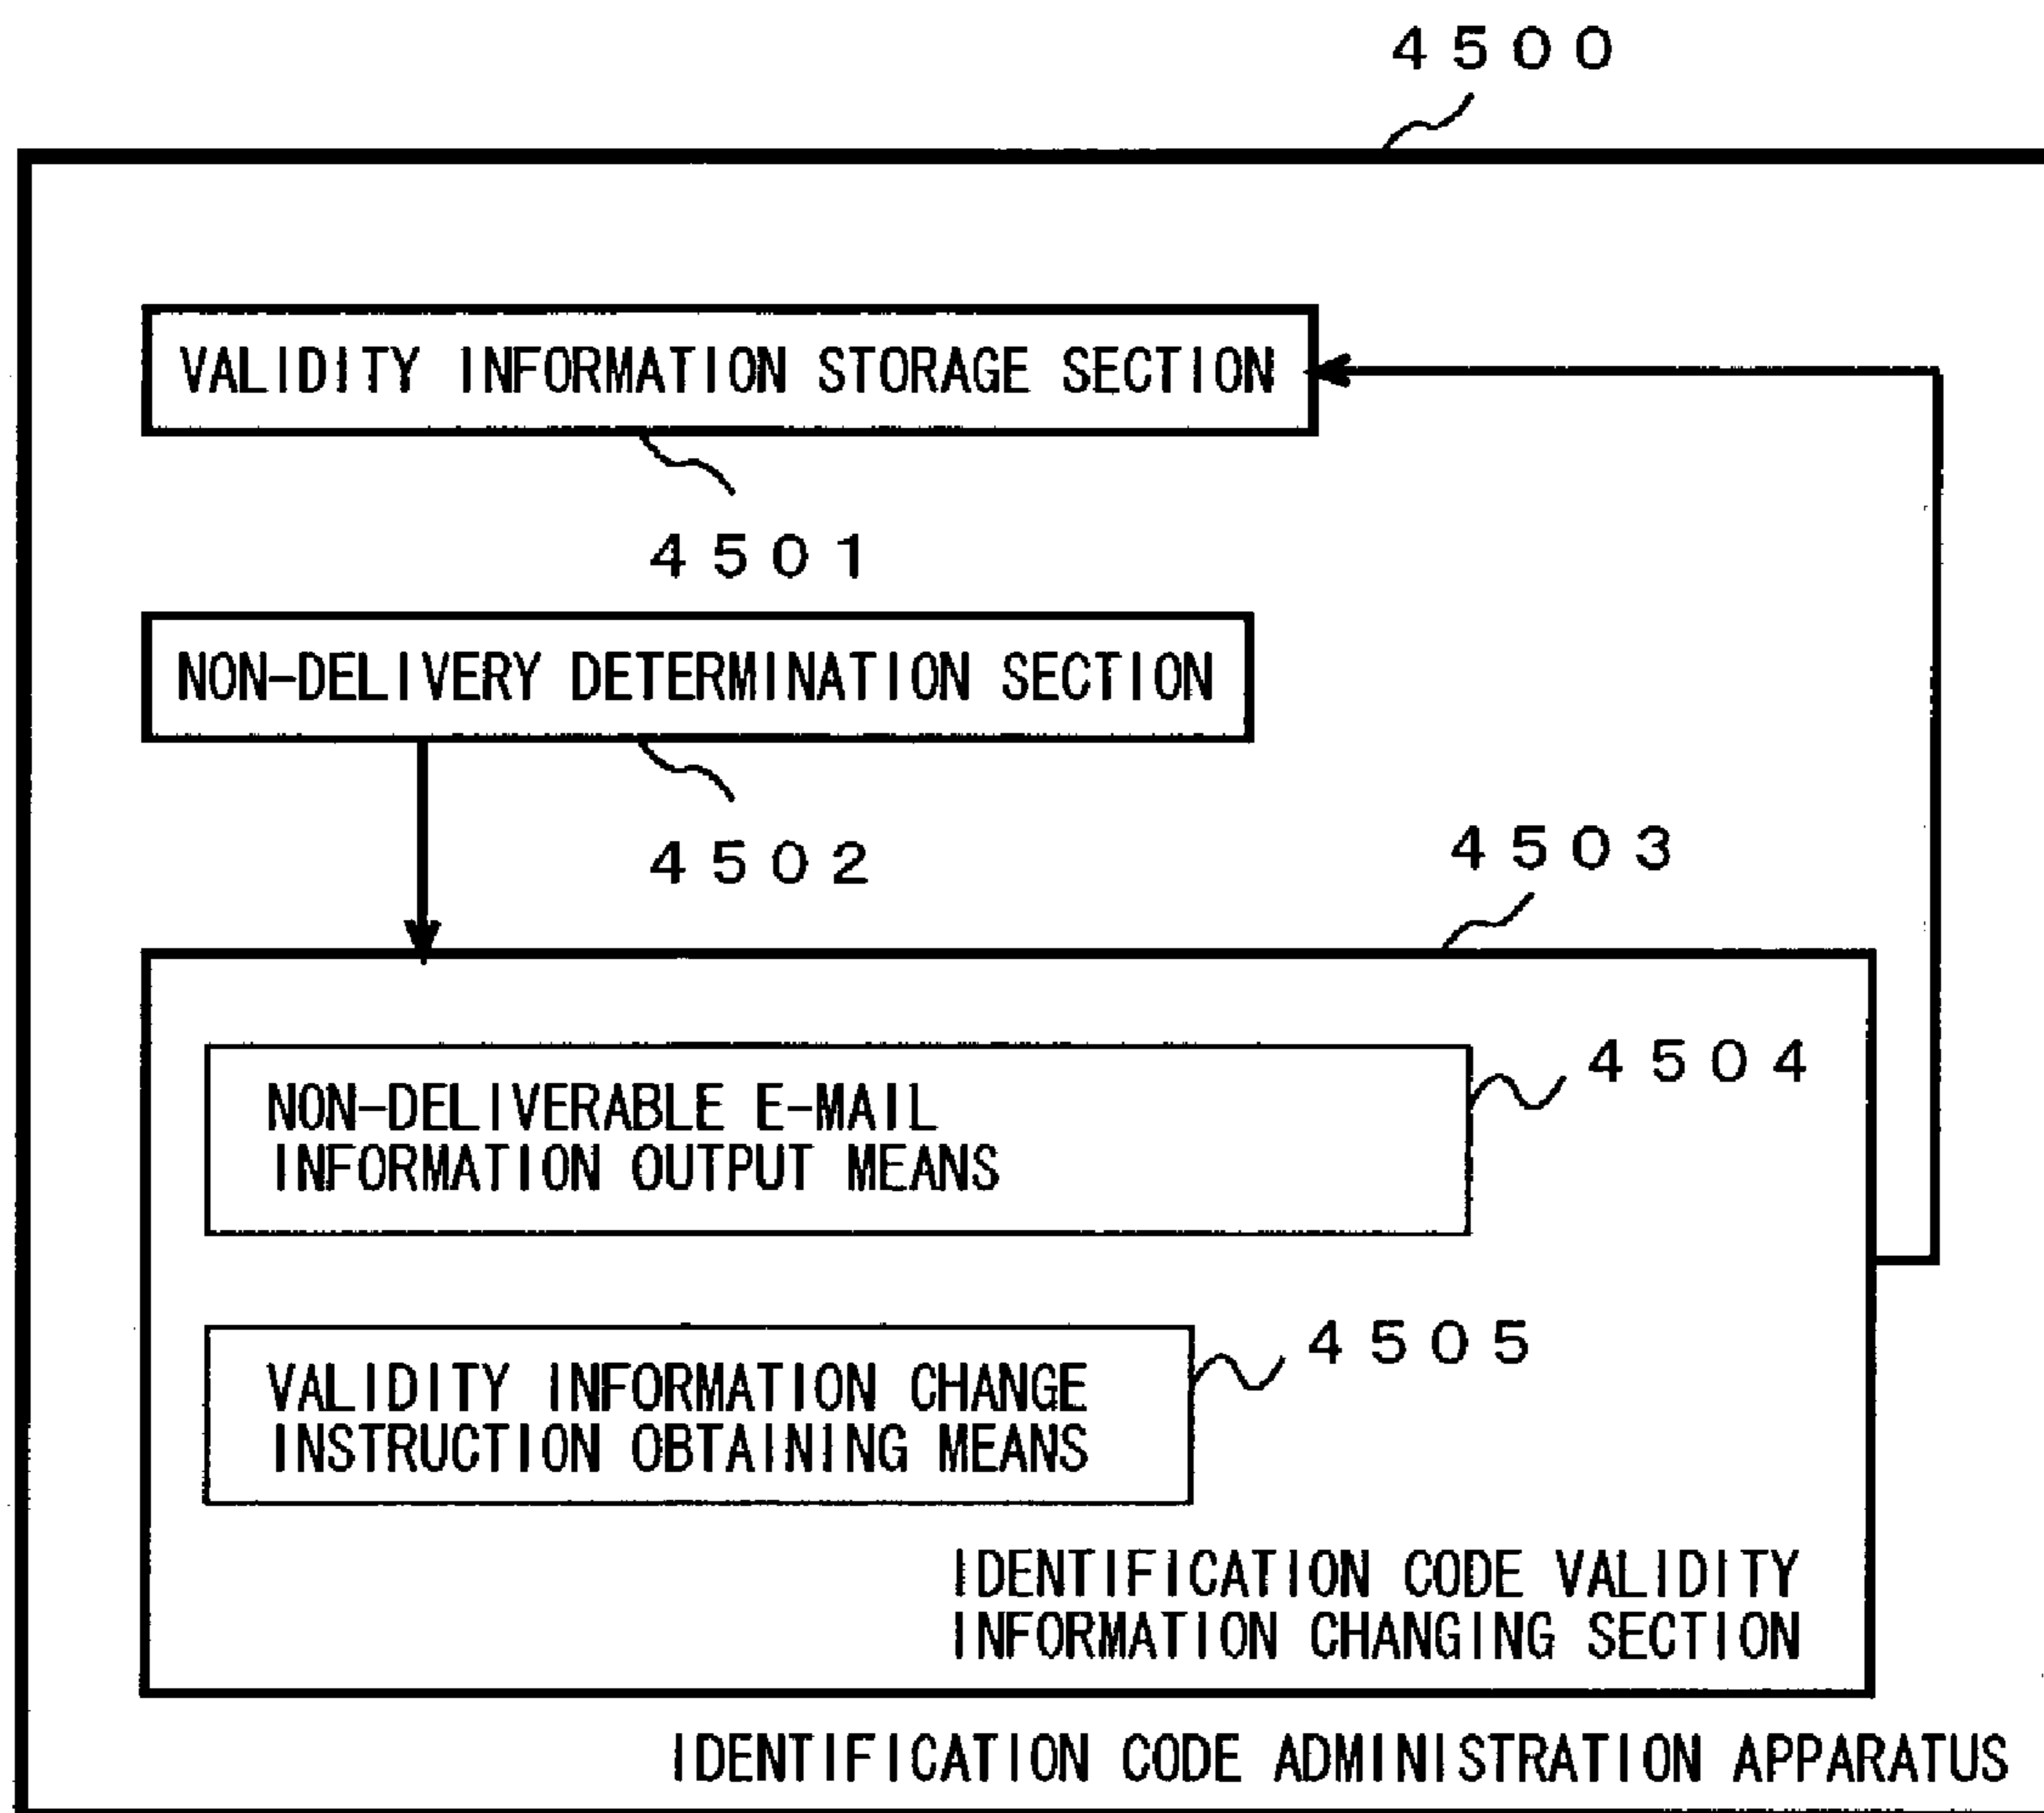 4500
VALIDITY INFORMATION STORAGE SECTION
4501
NON-DELIVERY DETERMINATION SECTION
4502
4503
NON-DELIVERABLE E-MAIL
INFORMATION OUTPUT MEANS
4504
VALIDITY INFORMATION CHANGE
INSTRUCTION OBTAINING MEANS
4505
IDENTIFICATION CODE VALIDITY
INFORMATION CHANGING SECTION
IDENTIFICATION CODE ADMINISTRATION APPARATUS